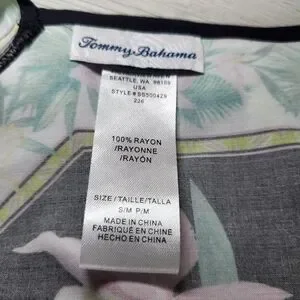 Tommy Bahama
SEATTLE, WA 98109
USA
STYLE# SS500429
226
100% RAYON
/RAYONNE
/RAYÓN
SIZE/TAILLE/TALLA
S/M P/M
MADE IN CHINA
FABRIQUÉ EN CHINE
HECHO EN CHINA